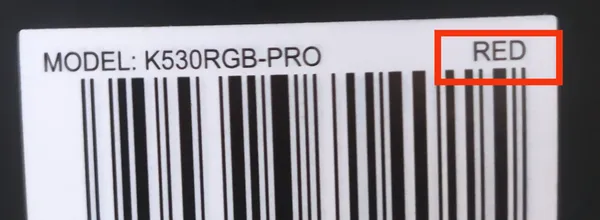 MODEL: K530RGB-PRO RED